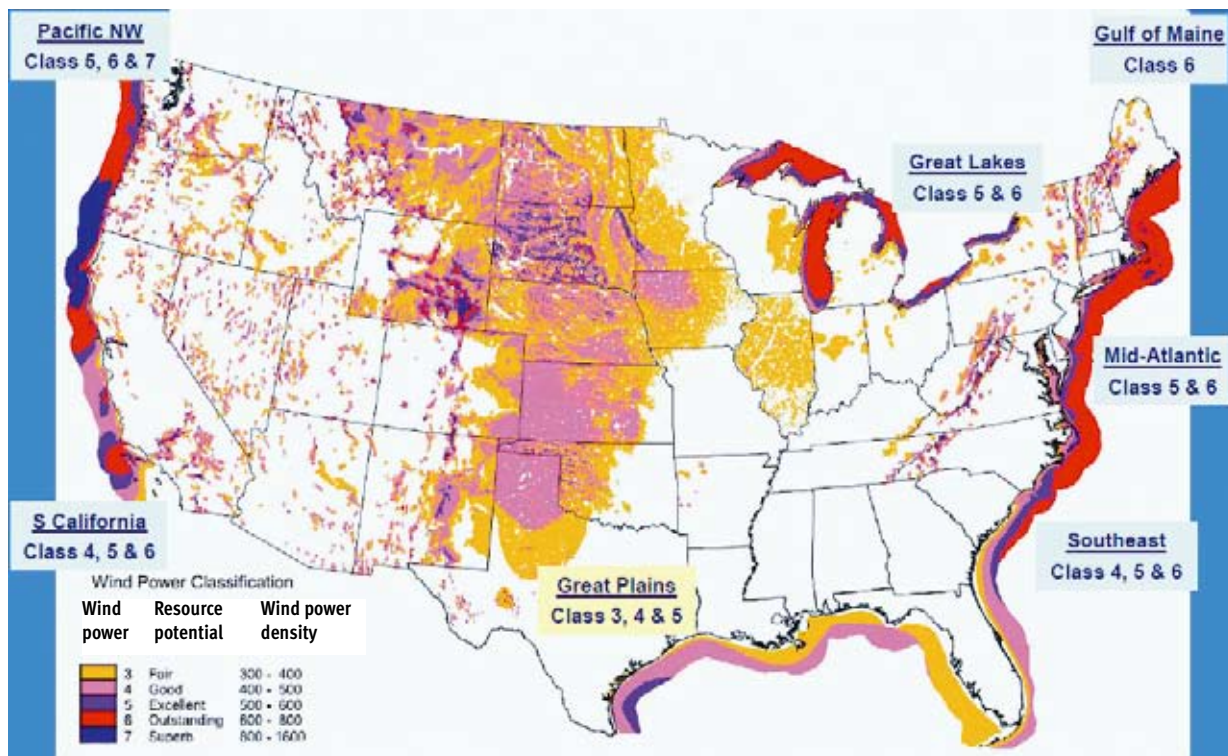 Pacific NW
Class 5, 6 & 7
Gulf of Maine
Class 6
Great Lakes
Class 5 & 6
Mid-Atlantic
Class 5 & 6
S California
Class 4, 5 & 6
Southeast
Class 4, 5 & 6
Great Plains
Class 3, 4 & 5
Wind Power Classification
Wind power Resource potential Wind power density
3 Fair 300 - 400
4 Good 400 - 500
5 Excellent 500 - 600
6 Outstanding 600 - 800
7 Superb 800 - 1600